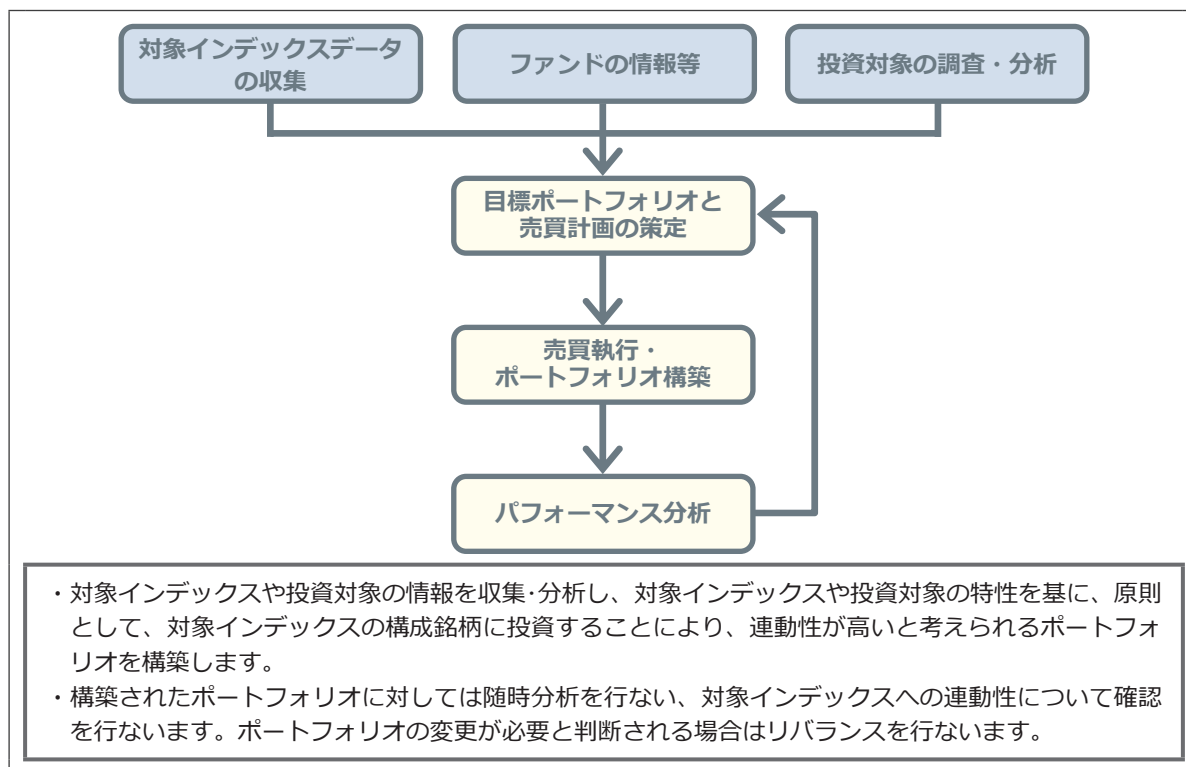 対象インデックスデータ
の収集
ファンドの情報等
投資対象の調査・分析
目標ポートフォリオと
売買計画の策定
売買執行・
ポートフォリオ構築
パフォーマンス分析
・対象インデックスや投資対象の情報を収集･分析し、対象インデックスや投資対象の特性を基に、原則
として、対象インデックスの構成銘柄に投資することにより、連動性が高いと考えられるポートフォ
リオを構築します。
・構築されたポートフォリオに対しては随時分析を行ない、対象インデックスへの連動性について確認
を行ないます。ポートフォリオの変更が必要と判断される場合はリバランスを行ないます。